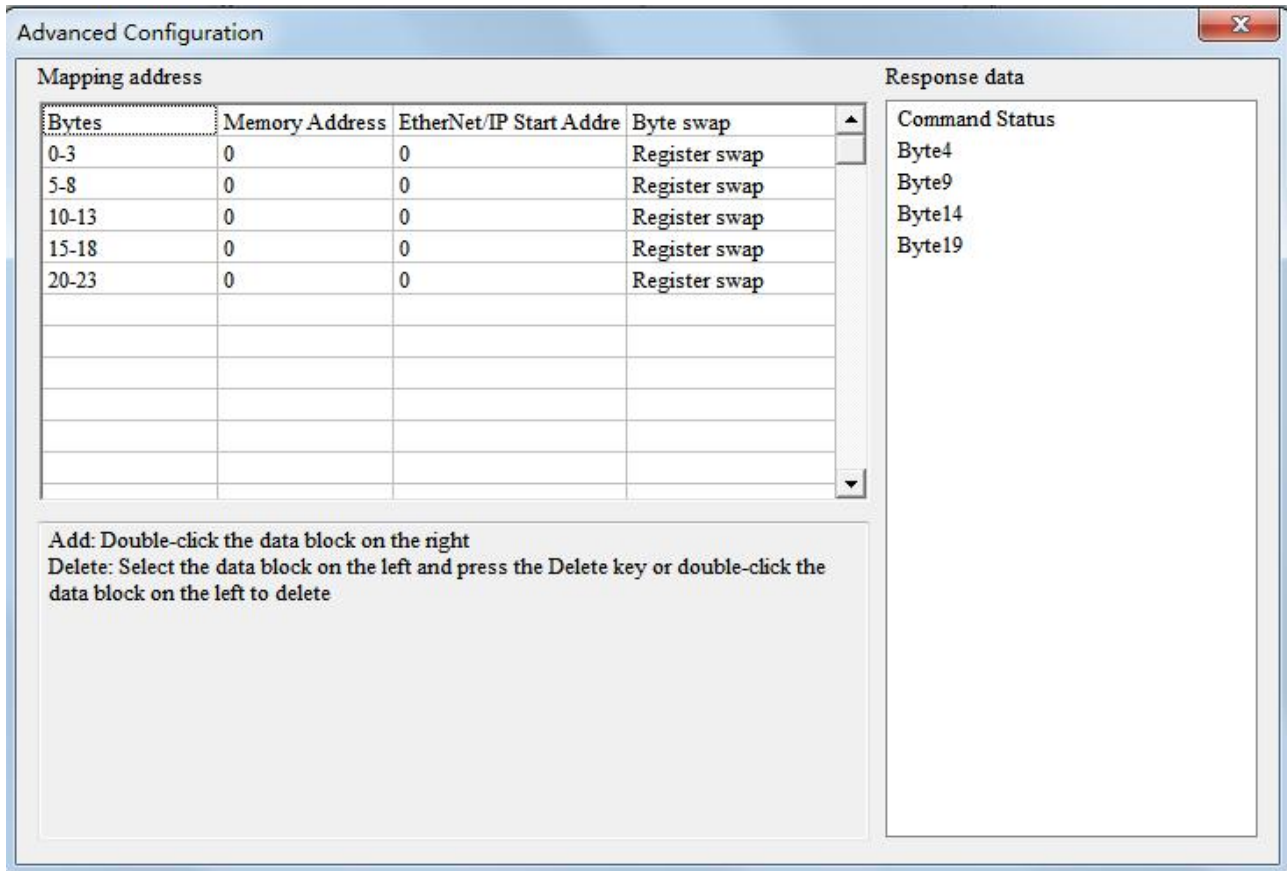 Advanced Configuration
Mapping address
Bytes Memory Address EtherNet/IP Start Addre Byte swap
0-3 0 0 Register swap
5-8 0 0 Register swap
10-13 0 0 Register swap
15-18 0 0 Register swap
20-23 0 0 Register swap
Add: Double-click the data block on the right
Delete: Select the data block on the left and press the Delete key or double-click the
data block on the left to delete
Response data
Command Status
Byte4
Byte9
Byte14
Byte19